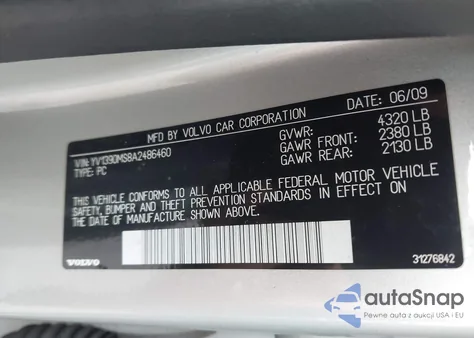 MFD BY VOLVO CAR CORPORATION
DATE: 06/09
VIN: YV1390MS8A2486460
TYPE: PC
GVWR: 4320 LB
GAWR FRONT: 2380 LB
GAWR REAR: 2130 LB
THIS VEHICLE CONFORMS TO ALL APPLICABLE FEDERAL MOTOR VEHICLE
SAFETY, BUMPER AND THEFT PREVENTION STANDARDS IN EFFECT ON
THE DATE OF MANUFACTURE SHOWN ABOVE.
VOLVO
31276842
autoSnap
Pewne auta z aukcji USA i EU